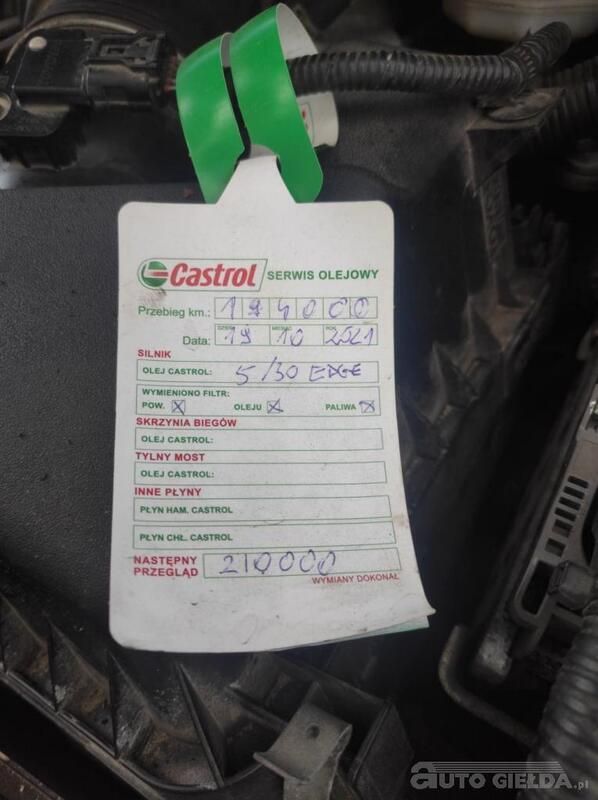 Castrol SERWIS OLEJOWY
Przebieg km.: 194000
DZIEŃ MIESIĄC ROK
Data: 19 10 2021
SILNIK
OLEJ CASTROL: 5/30 EDGE
WYMIENIONO FILTR:
POW. X OLEJU X PALIWA X
SKRZYNIA BIEGÓW
OLEJ CASTROL:
TYLNY MOST
OLEJ CASTROL:
INNE PŁYNY
PŁYN HAM. CASTROL
PŁYN CHŁ. CASTROL
NASTĘPNY PRZEGLĄD 210000
WYMIANY DOKONAŁ
AUTO GIEŁDA.pl